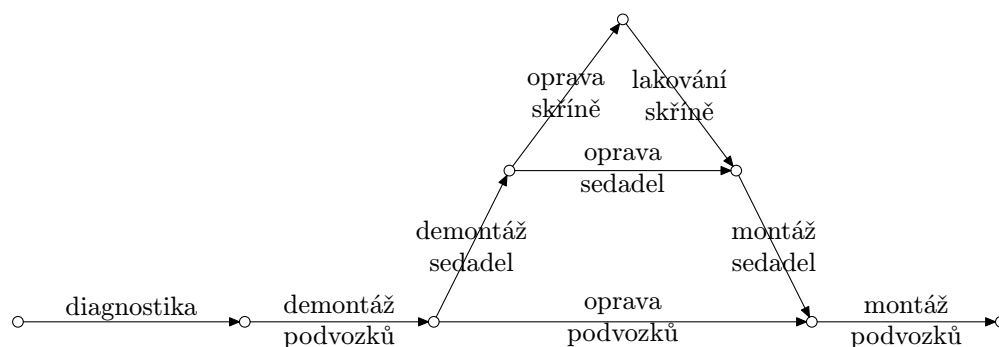 oprava
skříně
lakování
skříně
oprava
sedadel
demontáž
sedadel
montáž
sedadel
diagnostika
demontáž
podvozků
oprava
podvozků
montáž
podvozků